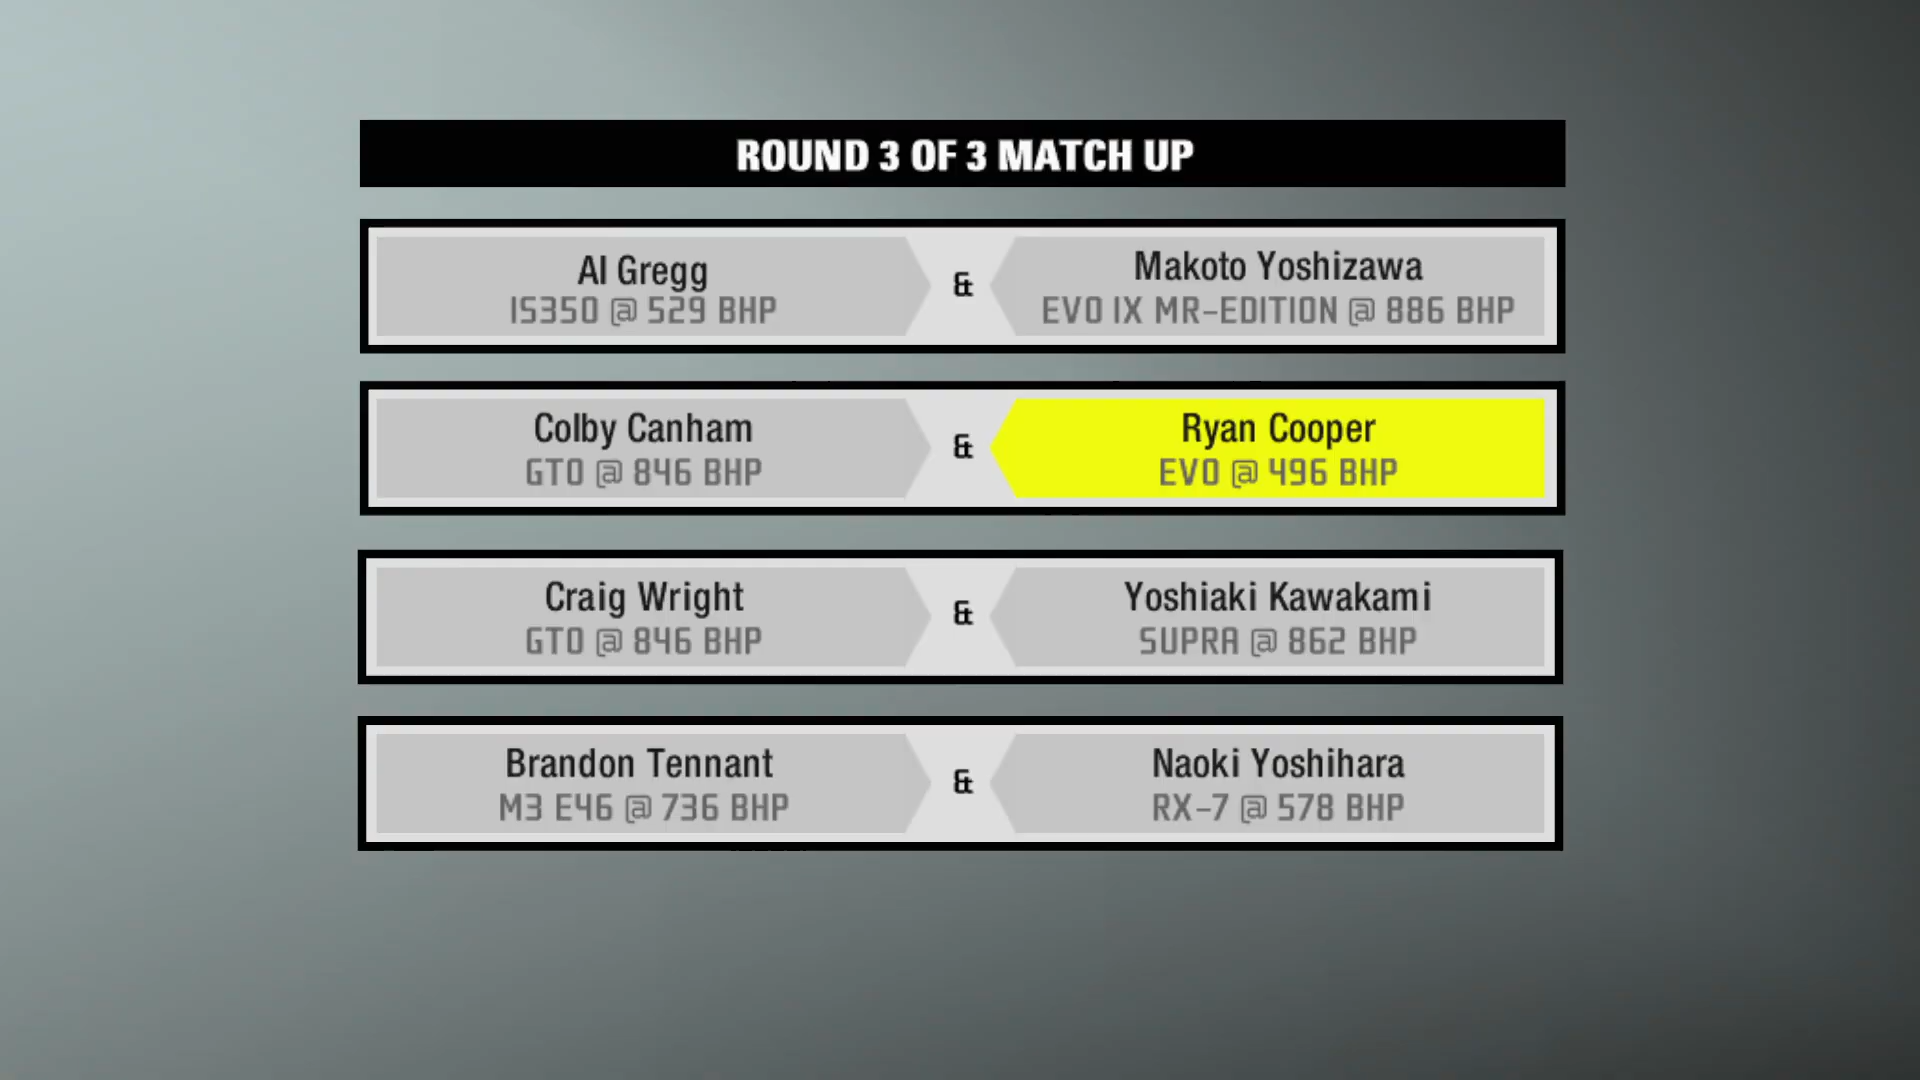 ROUND 3 OF 3 MATCH UP
Al Gregg
IS350 @ 529 BHP
&
Makoto Yoshizawa
EVO IX MR-EDITION @ 886 BHP
Colby Canham
GTO @ 846 BHP
&
Ryan Cooper
EVO @ 496 BHP
Craig Wright
GTO @ 846 BHP
&
Yoshiaki Kawakami
SUPRA @ 862 BHP
Brandon Tennant
M3 E46 @ 736 BHP
&
Naoki Yoshihara
RX-7 @ 578 BHP